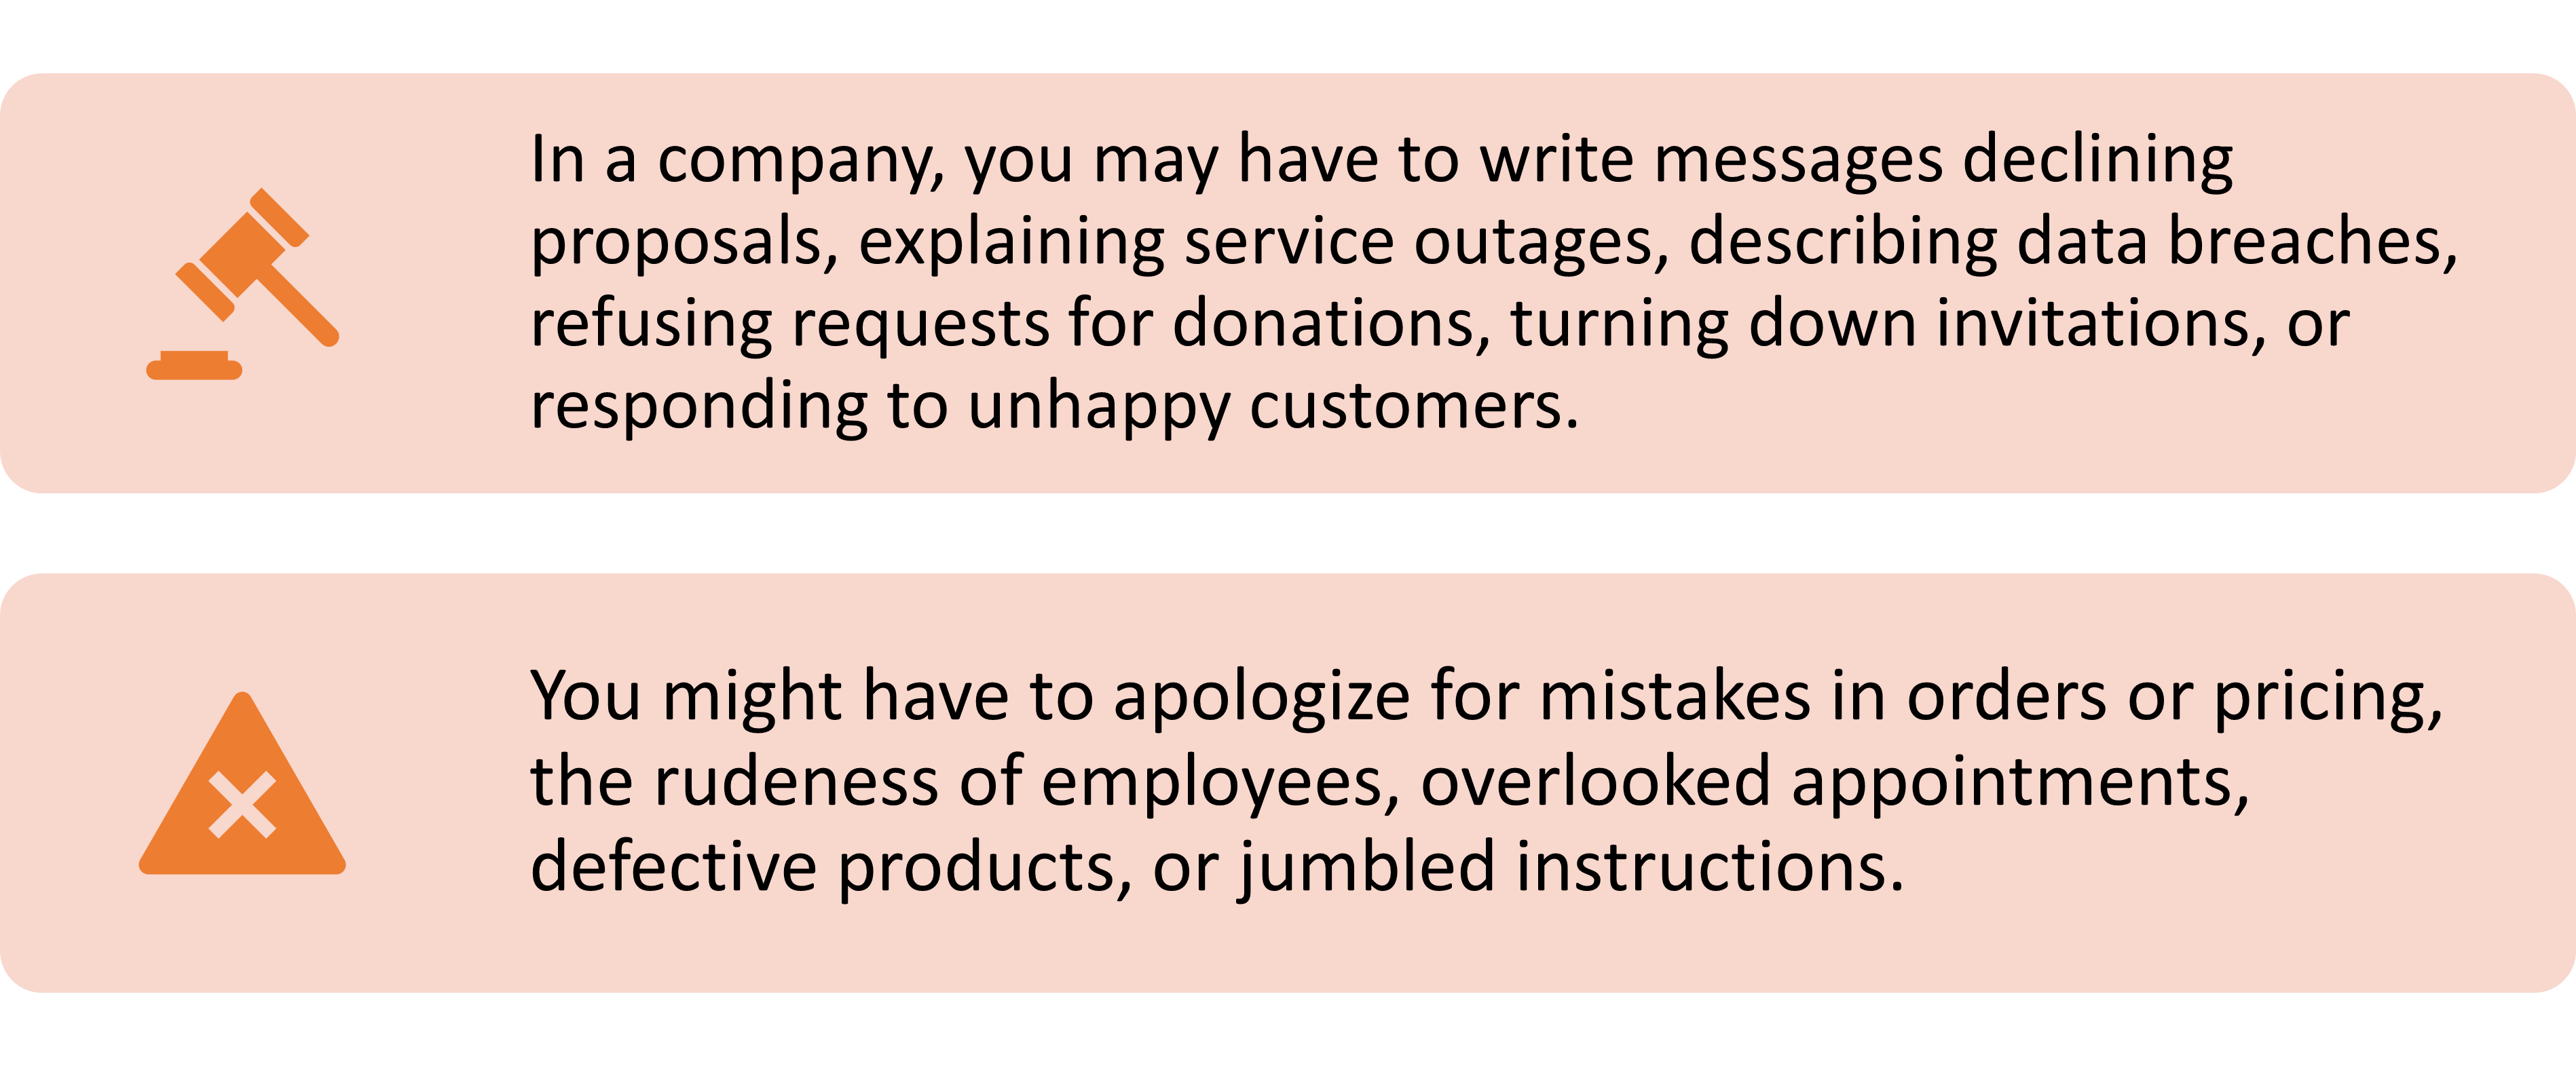 In a company, you may have to write messages declining
proposals, explaining service outages, describing data breaches,
refusing requests for donations, turning down invitations, or
responding to unhappy customers.
You might have to apologize for mistakes in orders or pricing,
the rudeness of employees, overlooked appointments,
defective products, or jumbled instructions.